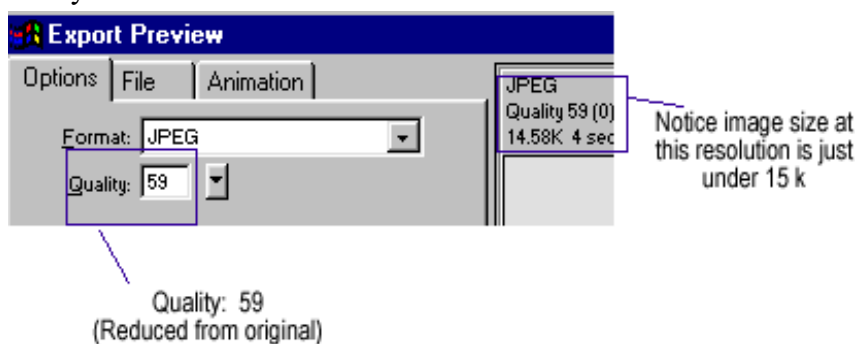 Export Preview
Options File Animation
Format: JPEG
Quality: 59
JPEG
Quality 59 (0)
14.58K 4 sec
Notice image size at
this resolution is just
under 15 k
Quality: 59
(Reduced from original)